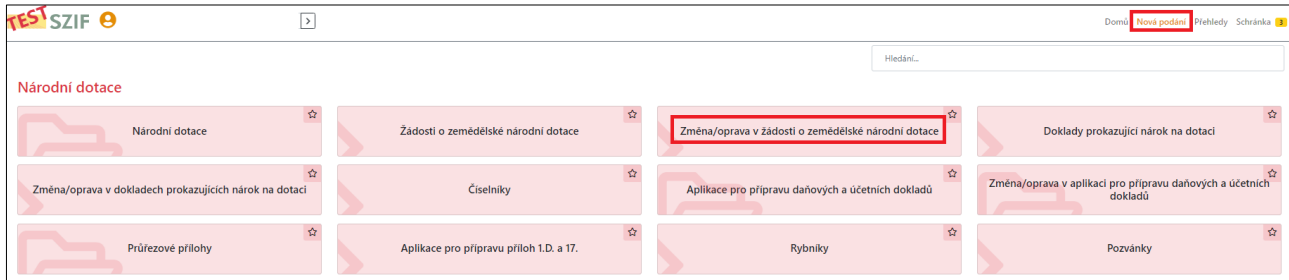 TEST SZIF
Domů Nová podání Přehledy Schránka 3
Hledání...
Národní dotace
Národní dotace
Žádosti o zemědělské národní dotace
Změna/oprava v žádosti o zemědělské národní dotace
Doklady prokazující nárok na dotaci
Změna/oprava v dokladech prokazujících nárok na dotaci
Číselníky
Aplikace pro přípravu daňových a účetních dokladů
Změna/oprava v aplikaci pro přípravu daňových a účetních
dokladů
Průřezové přílohy
Aplikace pro přípravu příloh 1.D. a 17.
Rybníky
Pozvánky